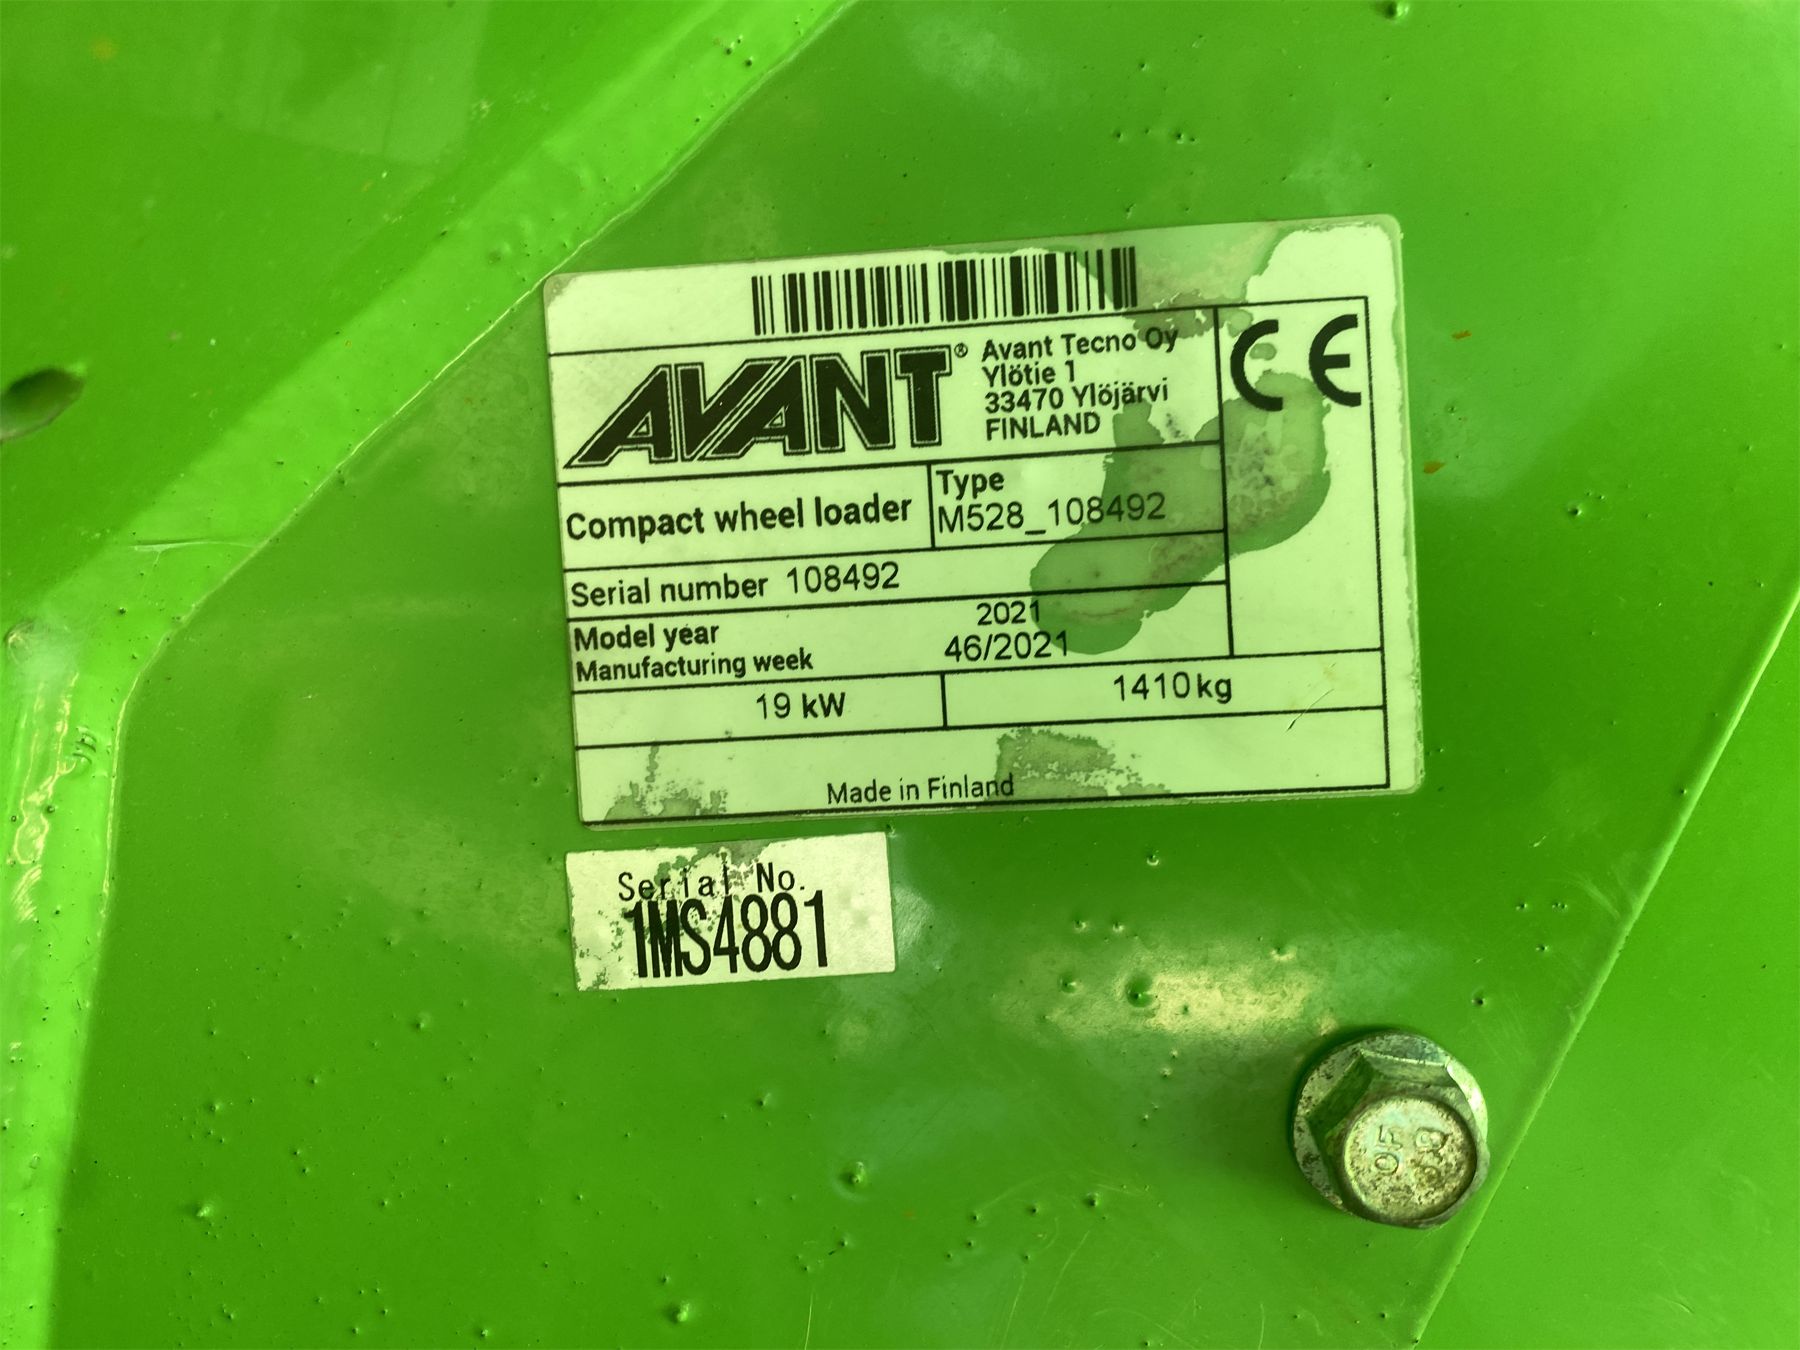 AVANT®
Avant Tecno Oy
Ylötie 1
33470 Ylöjärvi
FINLAND
CE
Compact wheel loader
Type
M528_108492
Serial number 108492
Model year 2021
Manufacturing week 46/2021
19 kW
1410kg
Made in Finland
Serial No.
1MS4881